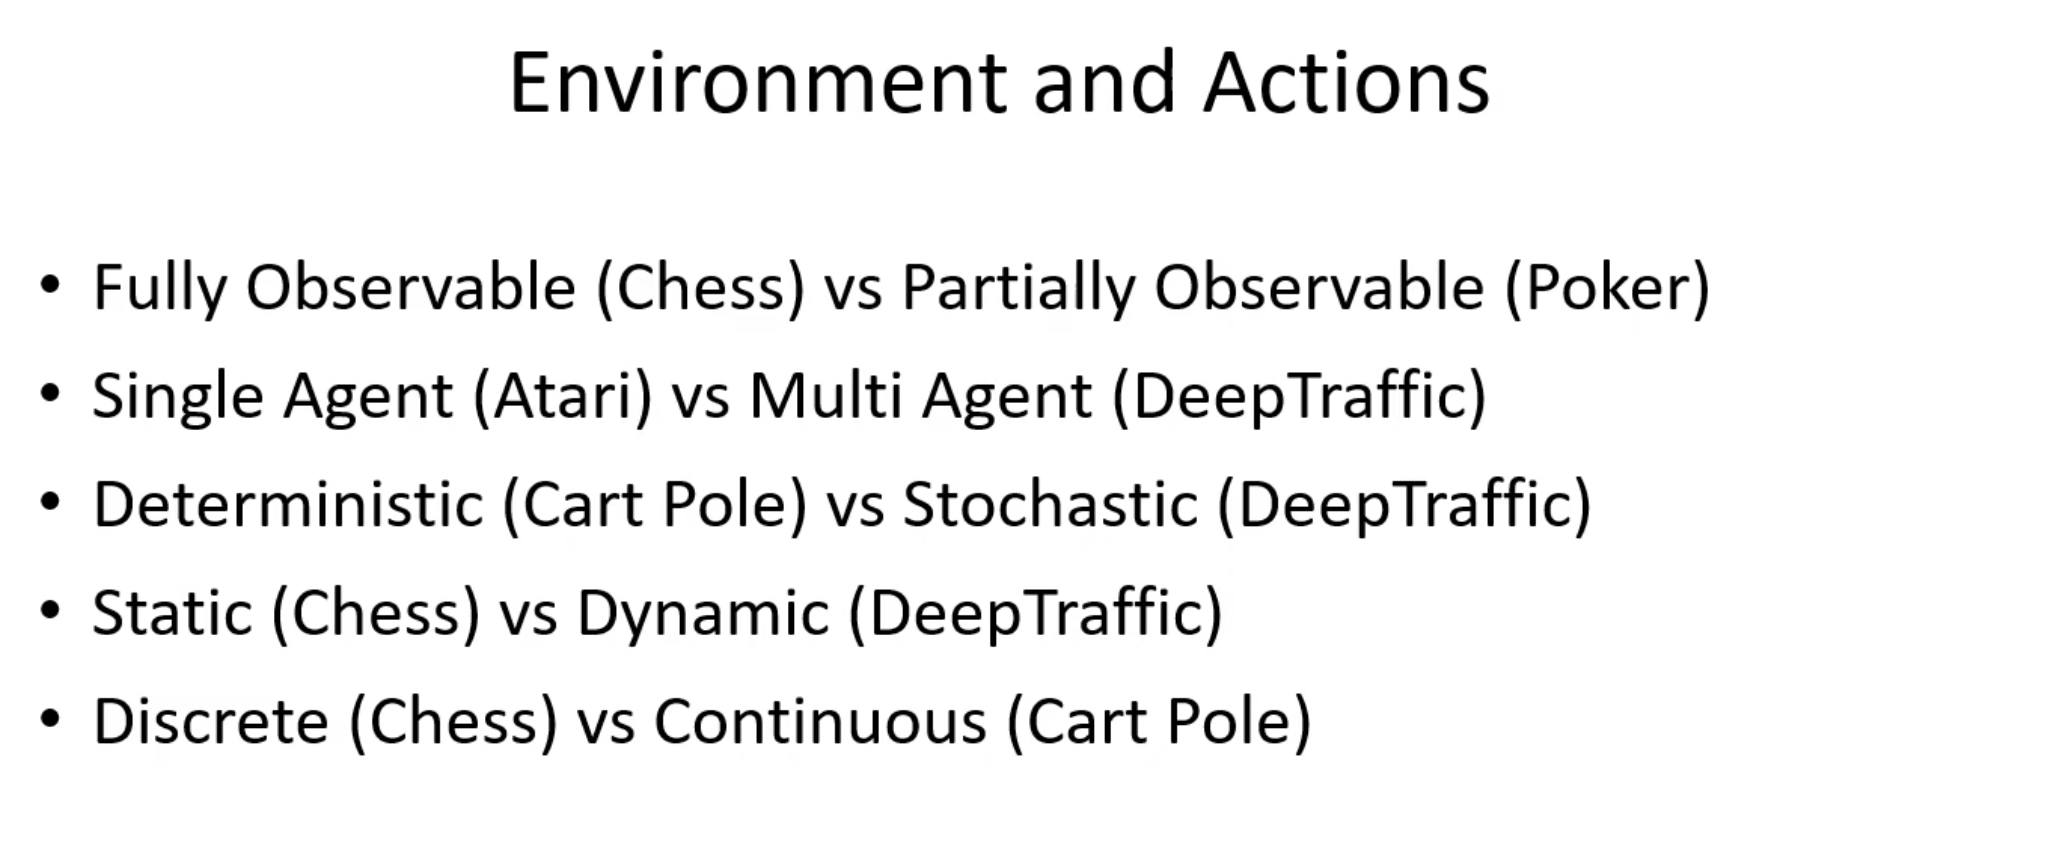 Environment and Actions
• Fully Observable (Chess) vs Partially Observable (Poker)
• Single Agent (Atari) vs Multi Agent (DeepTraffic)
• Deterministic (Cart Pole) vs Stochastic (DeepTraffic)
• Static (Chess) vs Dynamic (DeepTraffic)
• Discrete (Chess) vs Continuous (Cart Pole)